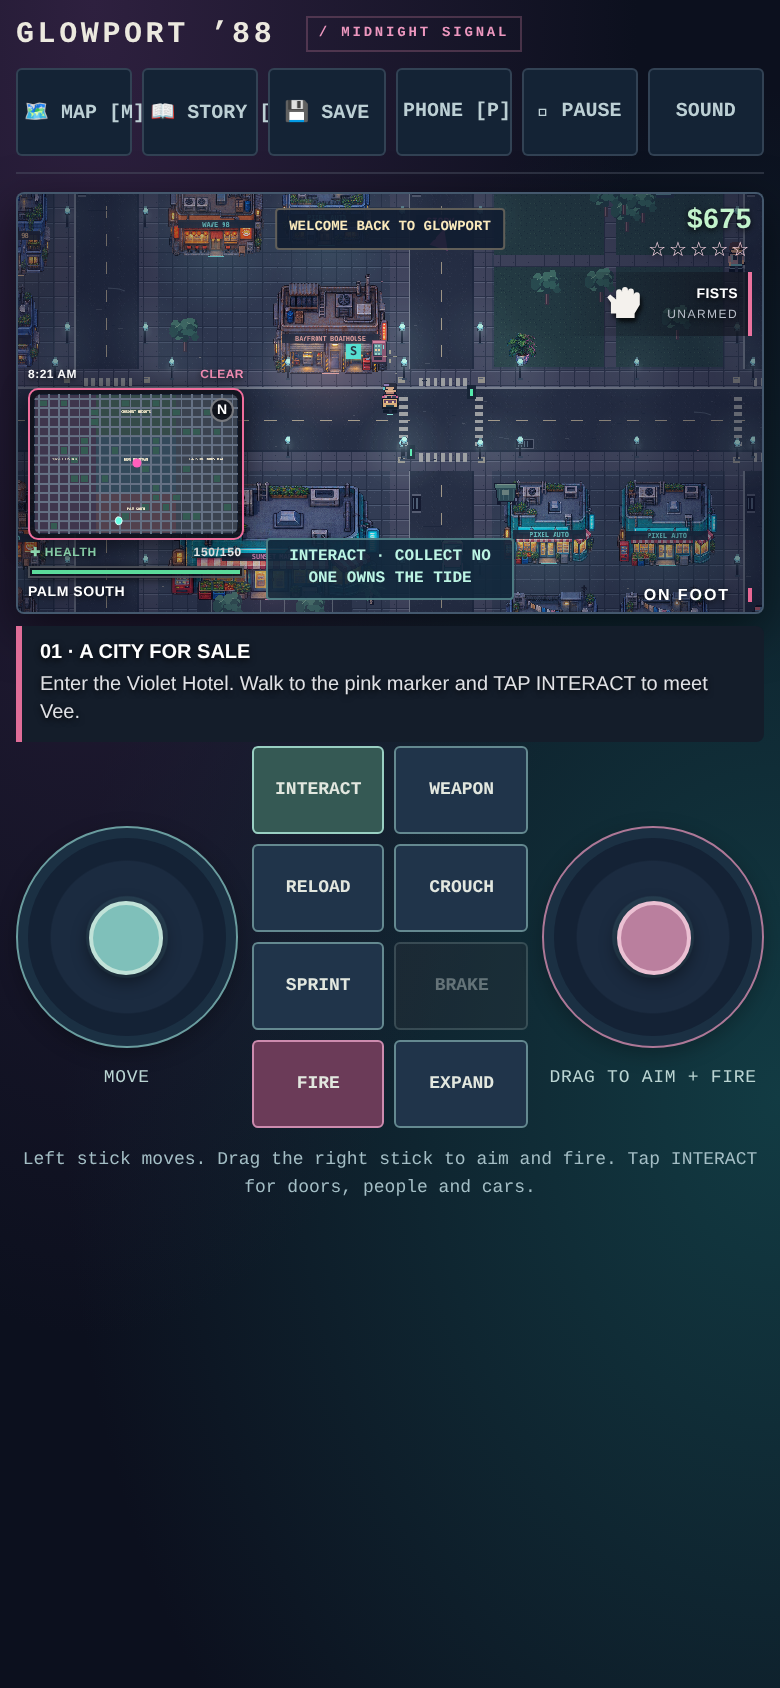 GLOWPORT ’88
/ MIDNIGHT SIGNAL
MAP [M]
STORY [
SAVE
PHONE [P]
PAUSE
SOUND
WAVE 98
WELCOME BACK TO GLOWPORT
$675
FISTS
UNARMED
BAYFRONT BOATHOUSE
S
8:21 AM
CLEAR
N
PIXEL AUTO
PIXEL AUTO
HEALTH
150/150
INTERACT · COLLECT NO
ONE OWNS THE TIDE
PALM SOUTH
ON FOOT
01 · A CITY FOR SALE
Enter the Violet Hotel. Walk to the pink marker and TAP INTERACT to meet
Vee.
INTERACT
WEAPON
RELOAD
CROUCH
SPRINT
BRAKE
FIRE
EXPAND
MOVE
DRAG TO AIM + FIRE
Left stick moves. Drag the right stick to aim and fire. Tap INTERACT
for doors, people and cars.